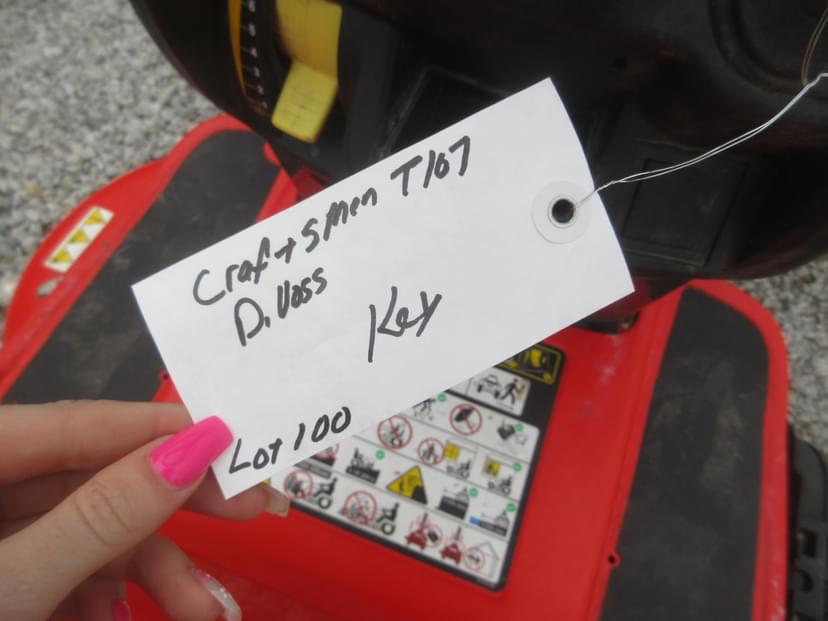 Craftsmen T107
D. Voss
Key
Lot 100